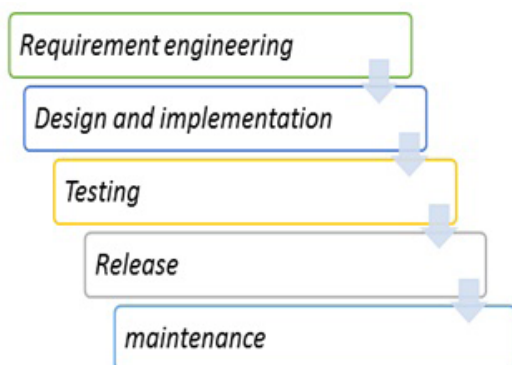 Requirement engineering
Design and implementation
Testing
Release
maintenance